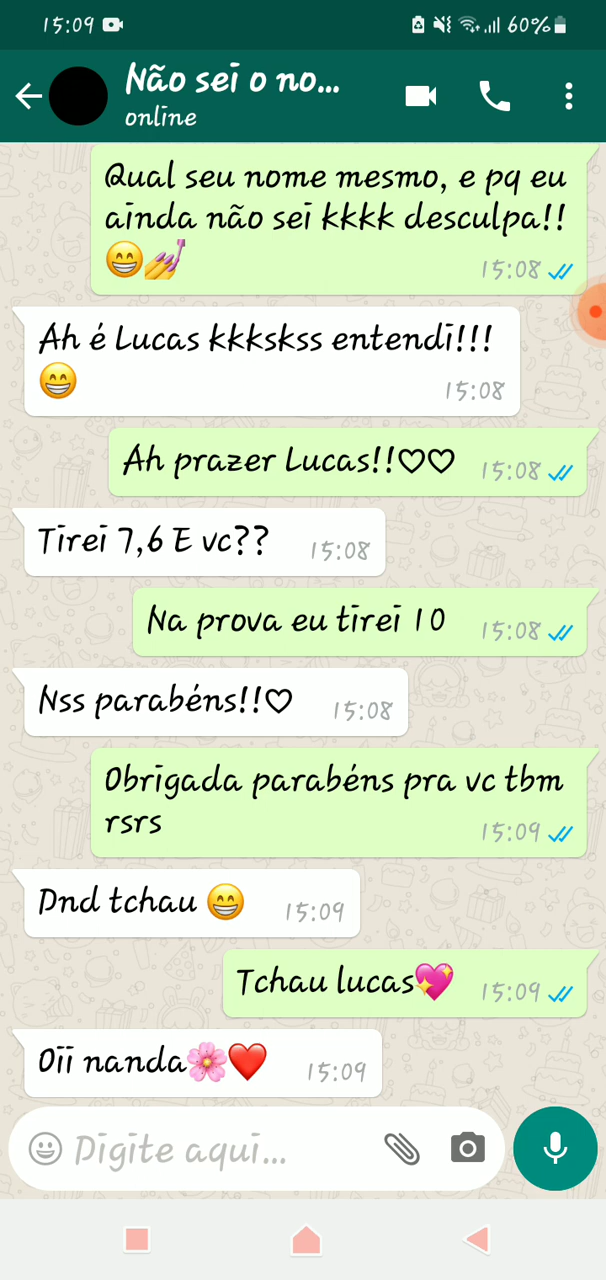 15:09 60%
Não sei o no...
online
Qual seu nome mesmo, e pq eu
ainda não sei kkkk desculpa!!
😁💅 15:08
Ah é Lucas kkkskss entendi!!!
😁 15:08
Ah prazer Lucas!!♡♡ 15:08
Tirei 7,6 E vc?? 15:08
Na prova eu tirei 10 15:08
Nss parabéns!!♡ 15:08
Obrigada parabéns pra vc tbm
rsrs 15:09
Dnd tchau 😁 15:09
Tchau lucas💖 15:09
Oii nanda🌸❤️ 15:09
Digite aqui...